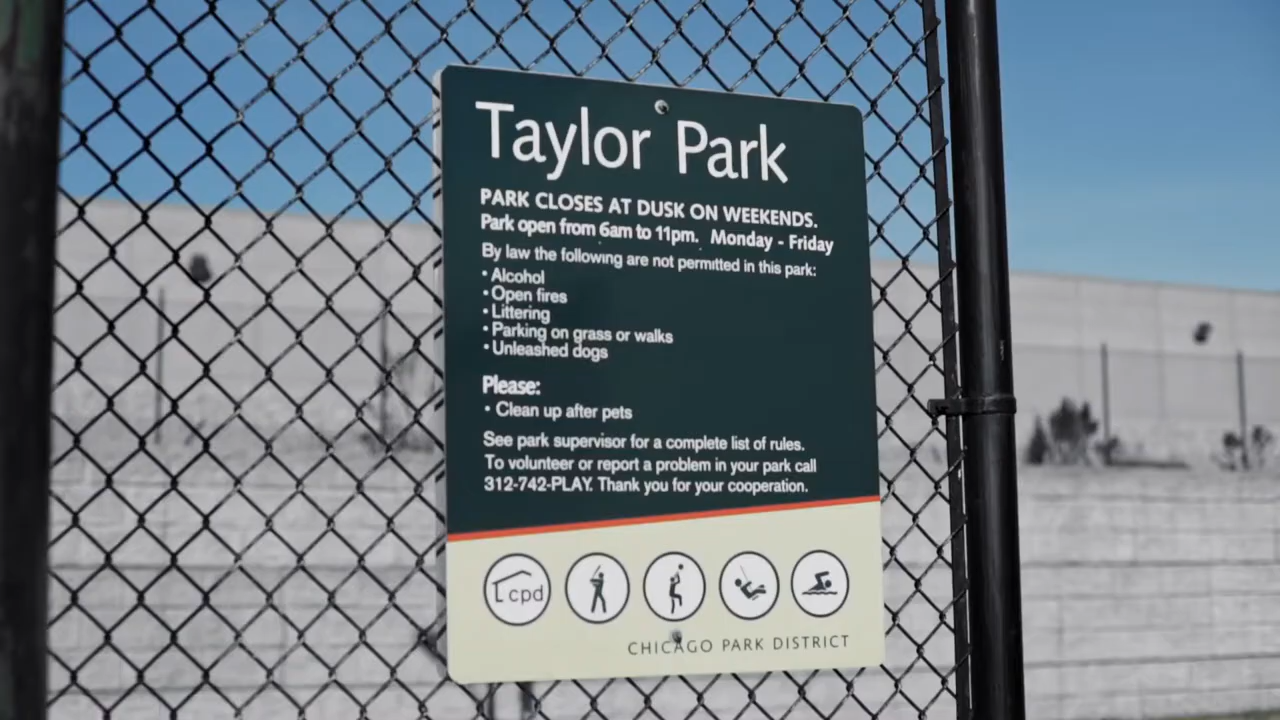 Taylor Park
PARK CLOSES AT DUSK ON WEEKENDS.
Park open from 6am to 11pm. Monday - Friday
By law the following are not permitted in this park:
• Alcohol
• Open fires
• Littering
• Parking on grass or walks
• Unleashed dogs
Please:
• Clean up after pets
See park supervisor for a complete list of rules.
To volunteer or report a problem in your park call
312-742-PLAY. Thank you for your cooperation.
cpd
CHICAGO PARK DISTRICT